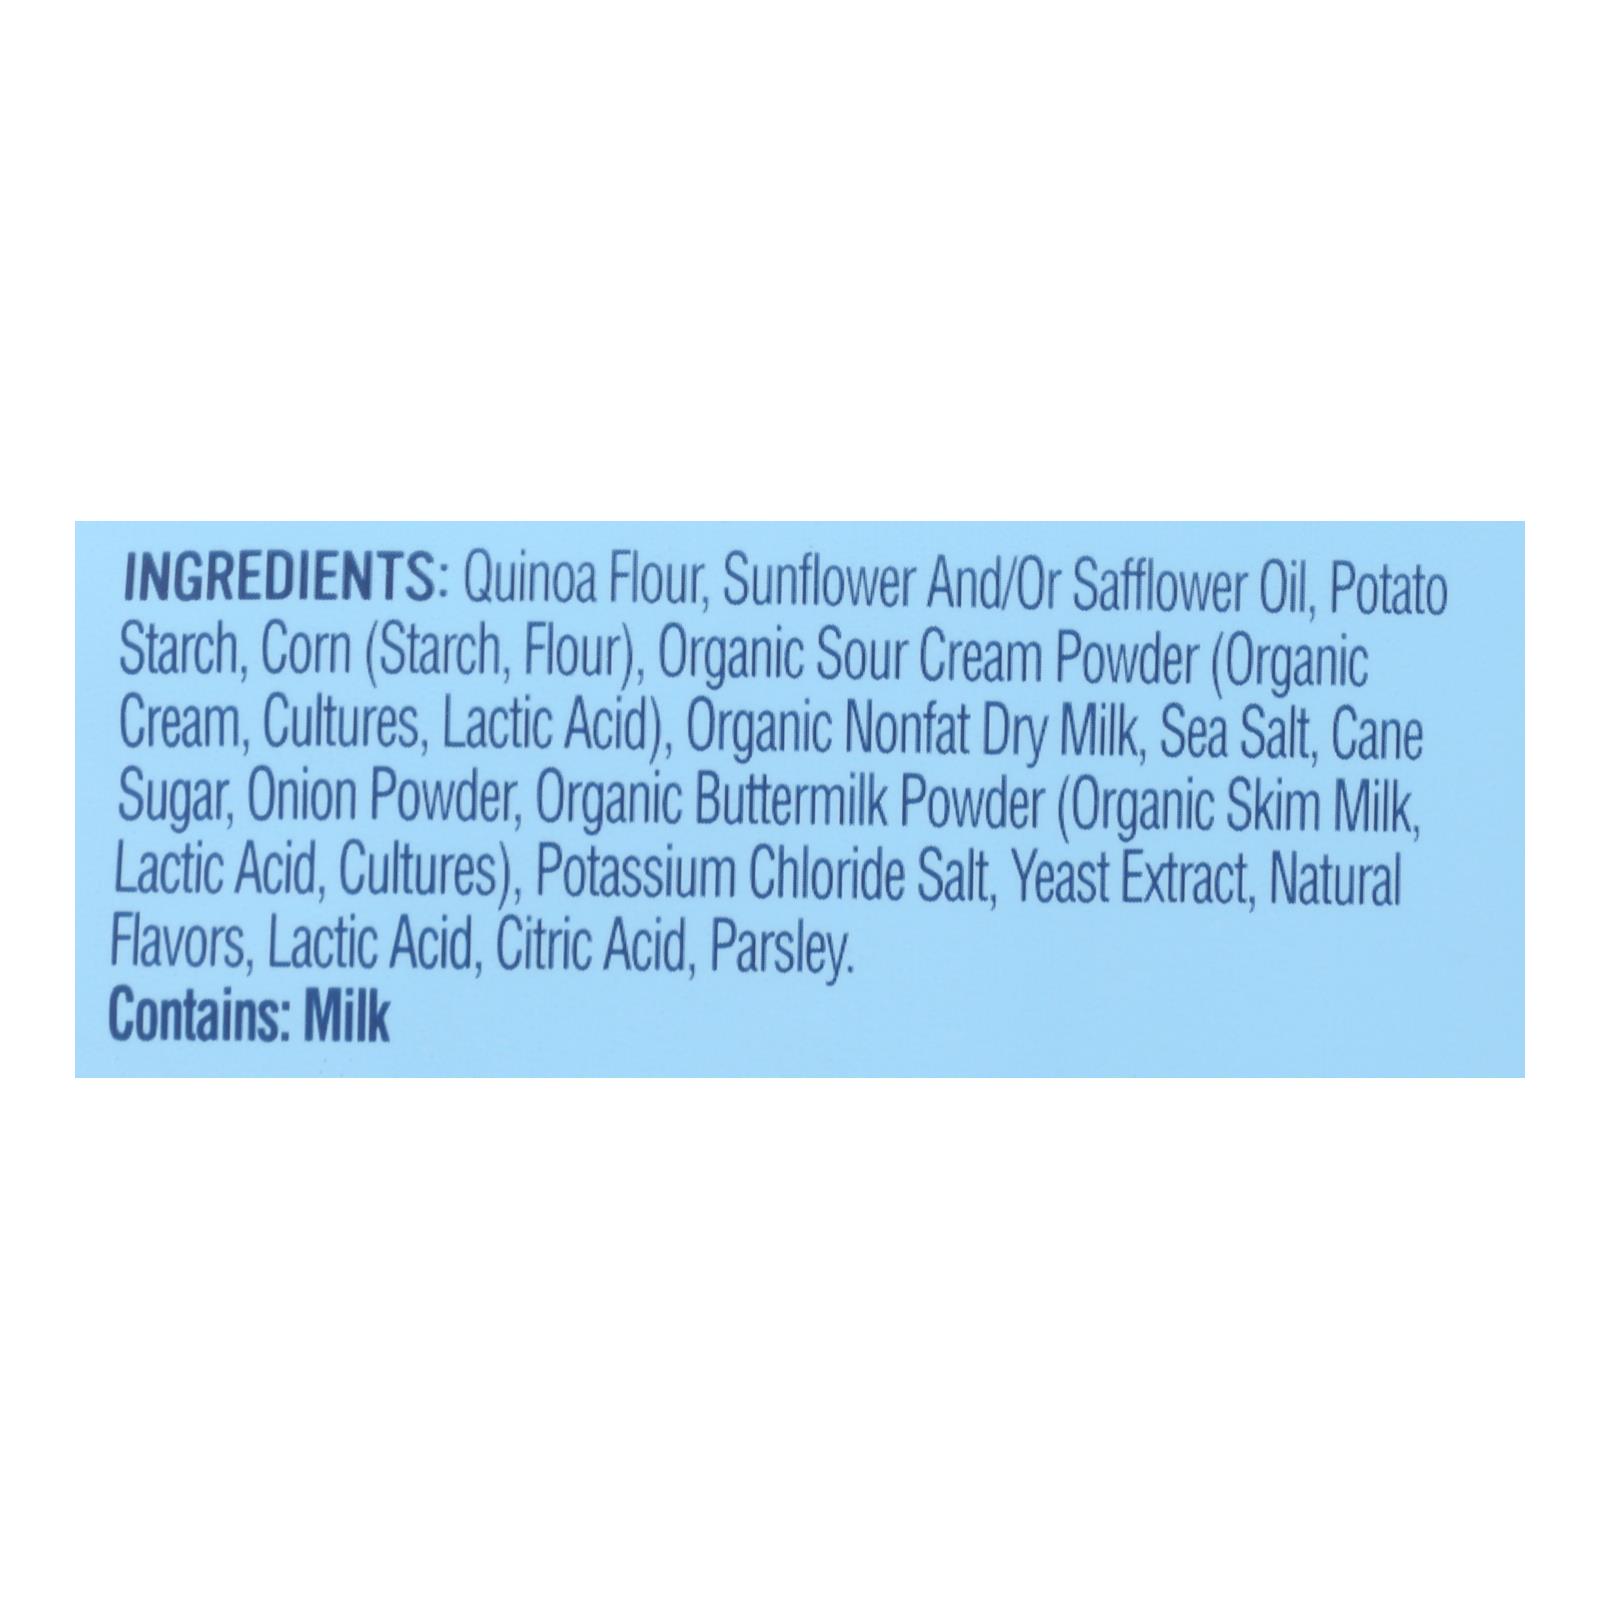 INGREDIENTS: Quinoa Flour, Sunflower And/Or Safflower Oil, Potato
Starch, Corn (Starch, Flour), Organic Sour Cream Powder (Organic
Cream, Cultures, Lactic Acid), Organic Nonfat Dry Milk, Sea Salt, Cane
Sugar, Onion Powder, Organic Buttermilk Powder (Organic Skim Milk,
Lactic Acid, Cultures), Potassium Chloride Salt, Yeast Extract, Natural
Flavors, Lactic Acid, Citric Acid, Parsley.
Contains: Milk